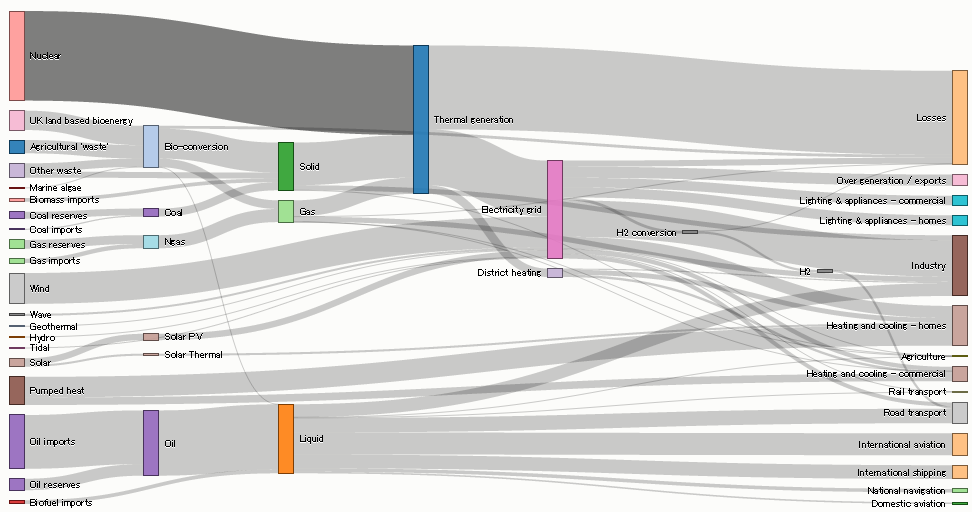 Nuclear
UK land based bioenergy
Agricultural 'waste'
Other waste
Marine algae
Biomass imports
Coal reserves
Coal imports
Gas reserves
Gas imports
Wind
Wave
Geothermal
Hydro
Tidal
Solar
Pumped heat
Oil imports
Oil reserves
Biofuel imports
Bio-conversion
Coal
Ngas
Solar PV
Solar Thermal
Oil
Solid
Gas
Liquid
Thermal generation
Electricity grid
District heating
H2 conversion
H2
Losses
Over generation / exports
Lighting & appliances - commercial
Lighting & appliances - homes
Industry
Heating and cooling - homes
Agriculture
Heating and cooling - commercial
Rail transport
Road transport
International aviation
International shipping
National navigation
Domestic aviation